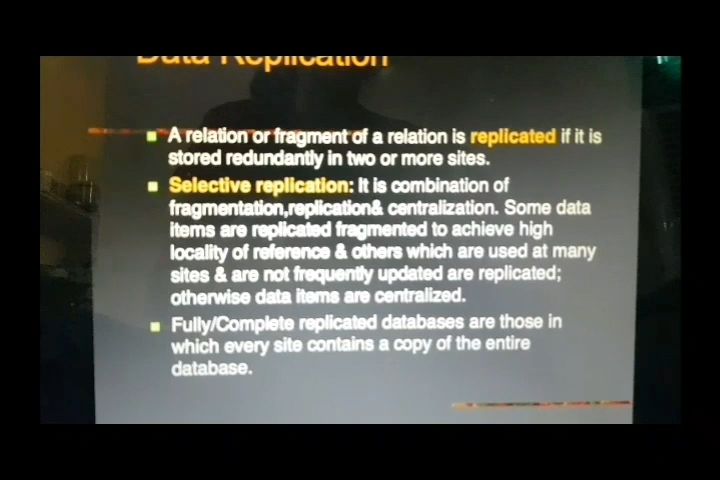 Data Replication
A relation or fragment of a relation is replicated if it is
stored redundantly in two or more sites.
Selective replication: It is combination of
fragmentation,replication& centralization. Some data
items are replicated fragmented to achieve high
locality of reference & others which are used at many
sites & are not frequently updated are replicated;
otherwise data items are centralized.
Fully/Complete replicated databases are those in
which every site contains a copy of the entire
database.